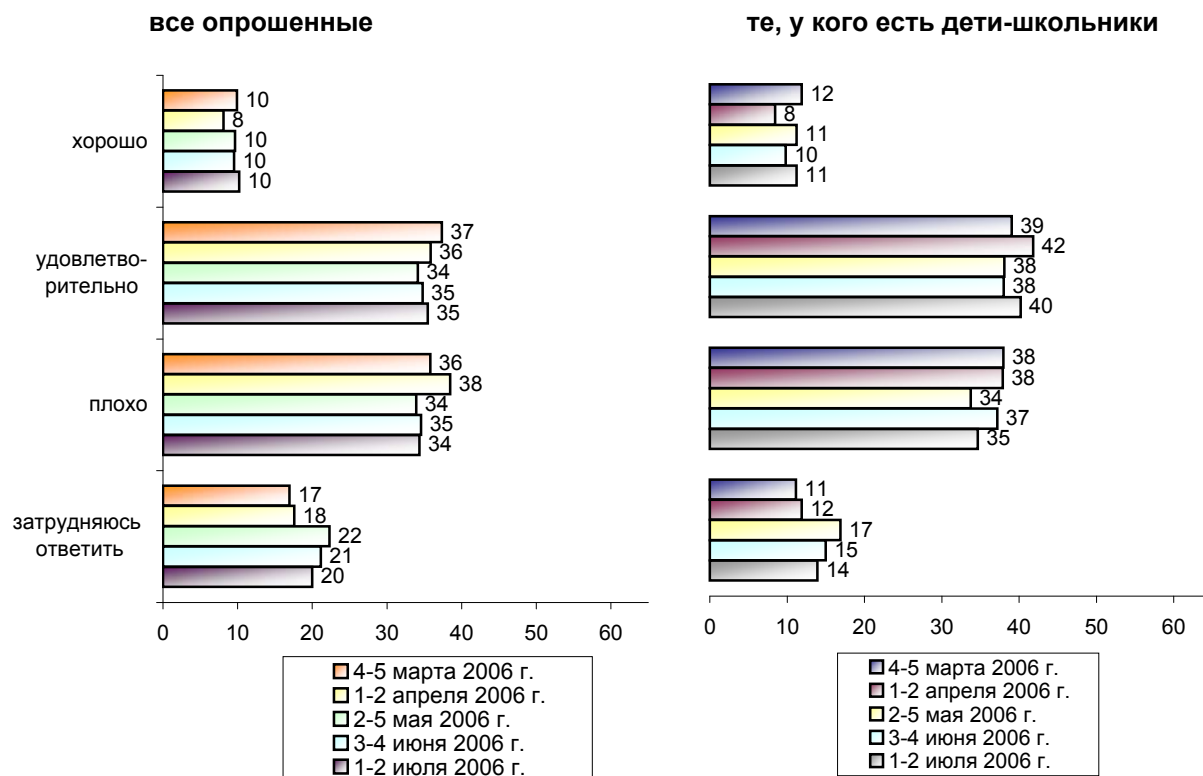 все опрошенные
хорошо
10
8
10
10
10
удовлетво-
рительно
37
36
34
35
35
плохо
36
38
34
35
34
затрудняюсь
ответить
17
18
22
21
20
0 10 20 30 40 50 60
4-5 марта 2006 г.
1-2 апреля 2006 г.
2-5 мая 2006 г.
3-4 июня 2006 г.
1-2 июля 2006 г.
те, у кого есть дети-школьники
12
8
11
10
11
39
42
38
38
40
38
38
34
37
35
11
12
17
15
14
0 10 20 30 40 50 60
4-5 марта 2006 г.
1-2 апреля 2006 г.
2-5 мая 2006 г.
3-4 июня 2006 г.
1-2 июля 2006 г.